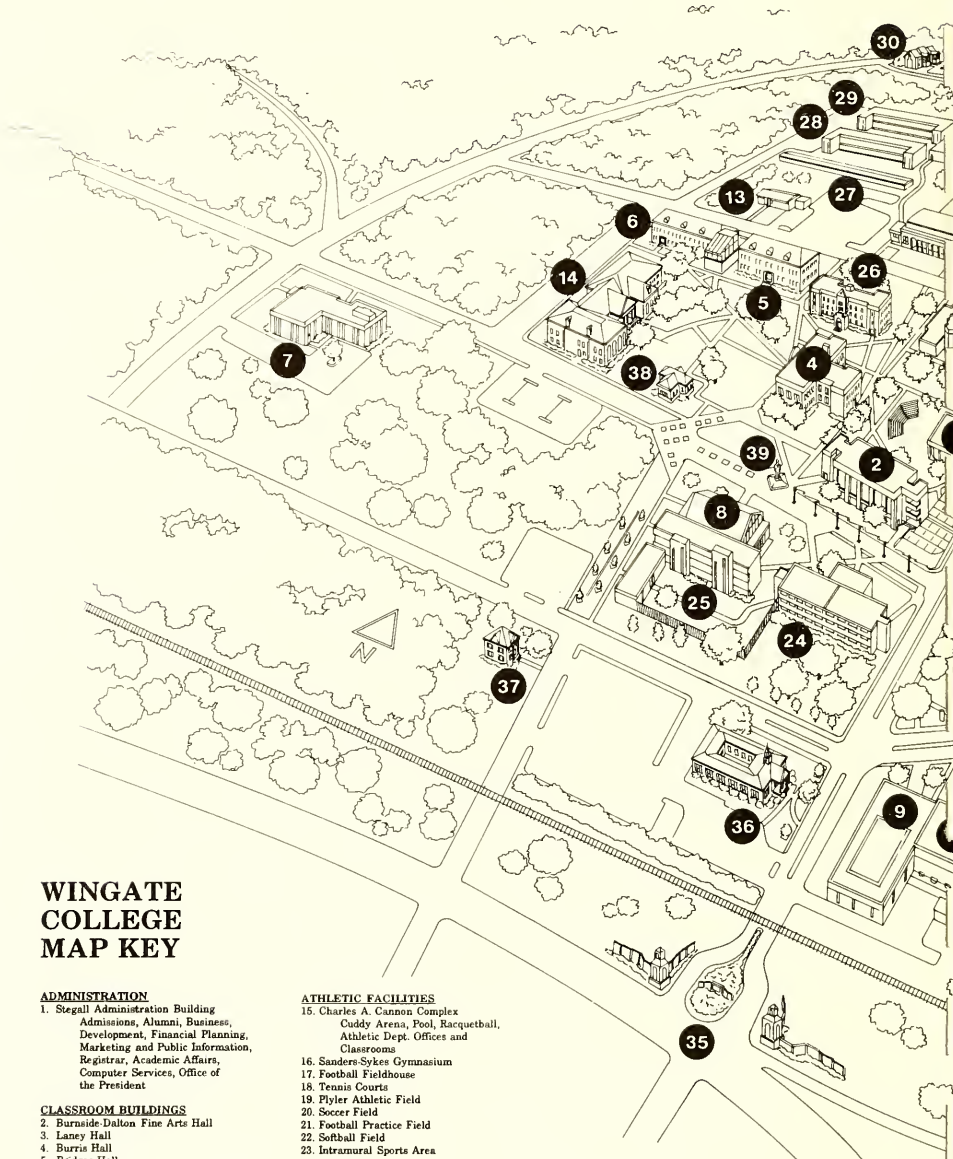 30
29
28
13
27
6
26
14
5
7
38
4
39
2
8
25
24
N
37
36
9
35
WINGATE
COLLEGE
MAP KEY
ADMINISTRATION
1. Stegall Administration Building
Admissions, Alumni, Business,
Development, Financial Planning,
Marketing and Public Information,
Registrar, Academic Affairs,
Computer Services, Office of
the President
CLASSROOM BUILDINGS
2. Burnside-Dalton Fine Arts Hall
3. Laney Hall
4. Burris Hall
ATHLETIC FACILITIES
15. Charles A. Cannon Complex
Cuddy Arena, Pool, Racquetball,
Athletic Dept. Offices and
Classrooms
16. Sanders-Sykes Gymnasium
17. Football Fieldhouse
18. Tennis Courts
19. Plyler Athletic Field
20. Soccer Field
21. Football Practice Field
22. Softball Field
23. Intramural Sports Area